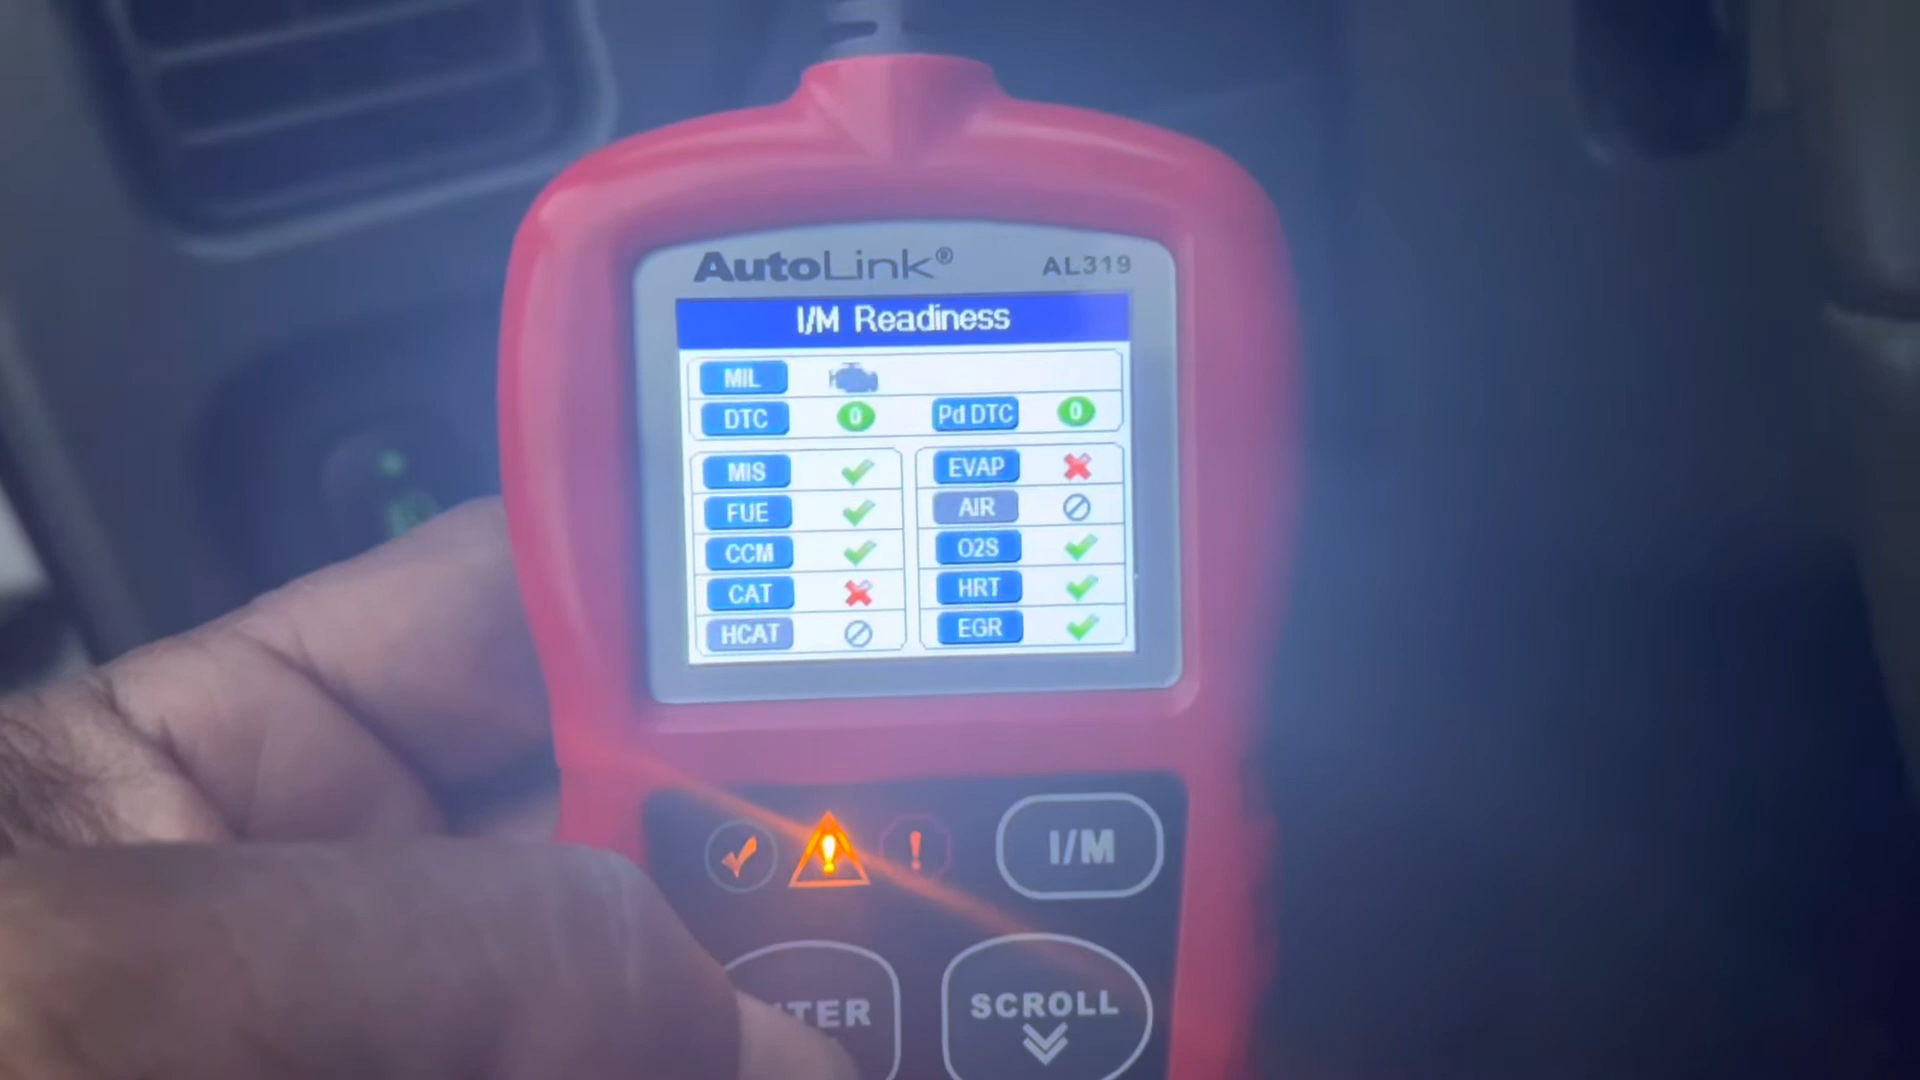 AutoLink® AL319
I/M Readiness
MIL
DTC 0 Pd DTC 0
MIS EVAP
FUE AIR
CCM O2S
CAT HRT
HCAT EGR
! ! I/M
TER SCROLL